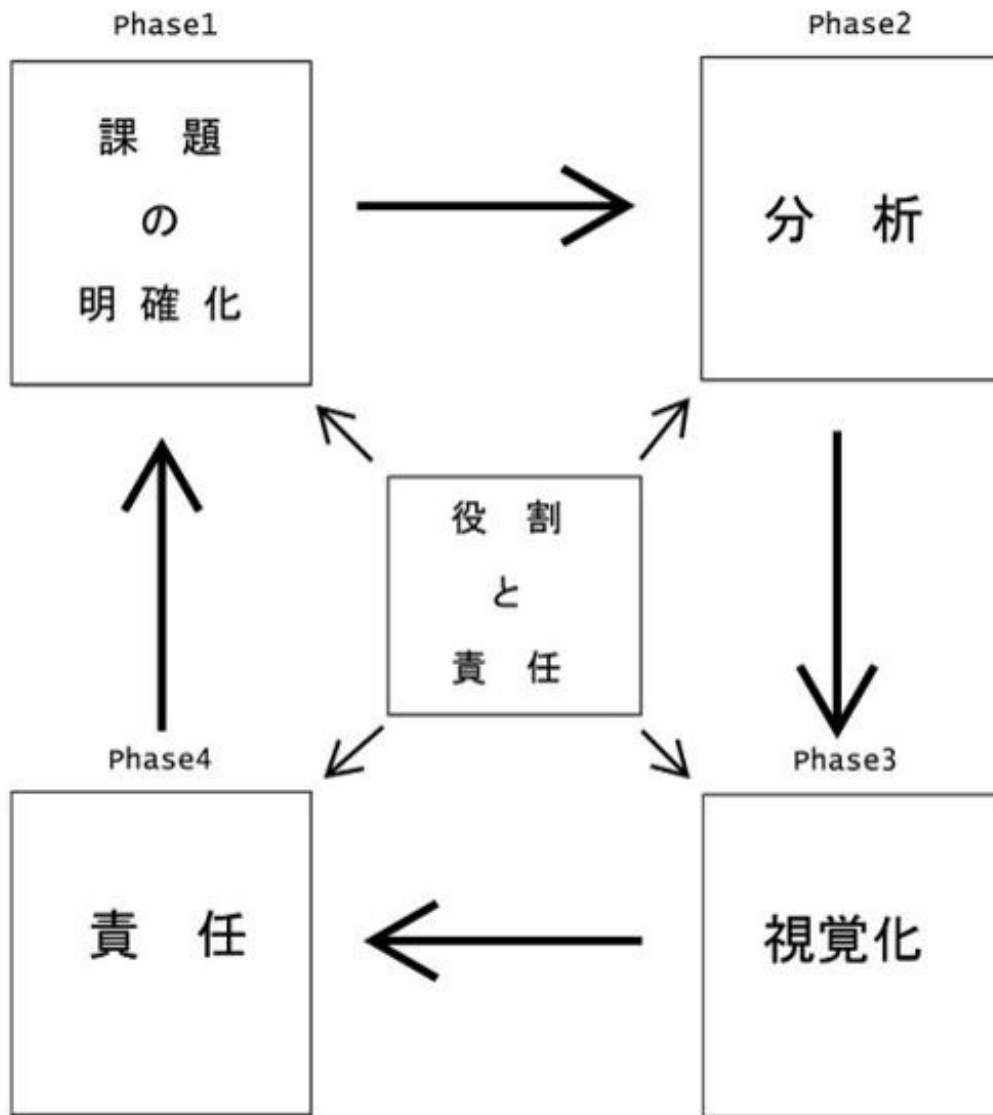 Phase1
課 題
の
明 確 化
Phase2
分 析
役 割
と
責 任
Phase4
責 任
Phase3
視覚化